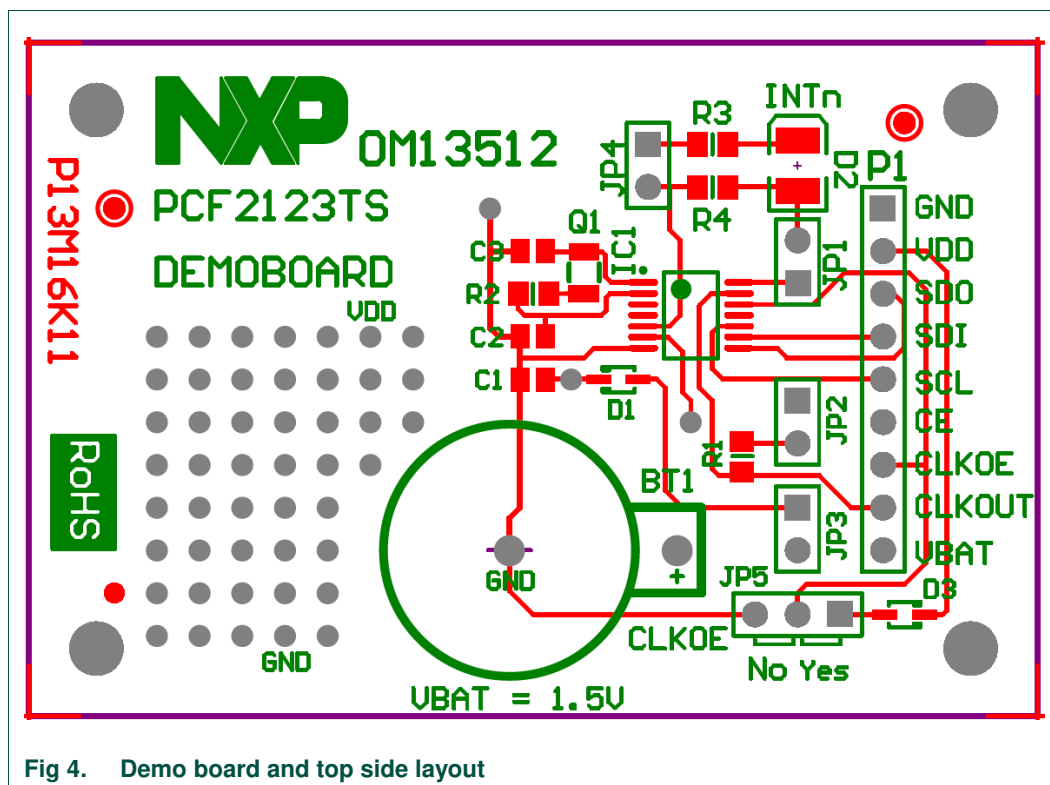 NXP
OM13512
PCF2123TS
DEMOBOARD
P13M16K11
RoHS
VDD
GND
INTn
R3
JP4
R4
D2
P1
GND
VDD
SDO
SDI
SCL
CE
CLKOE
CLKOUT
VBAT
C3
Q1
IC1
JP1
R2
C2
C1
D1
JP2
R1
BT1
JP3
GND
+
JP5
D3
CLKOE
No Yes
VBAT = 1.5V
Fig 4. Demo board and top side layout